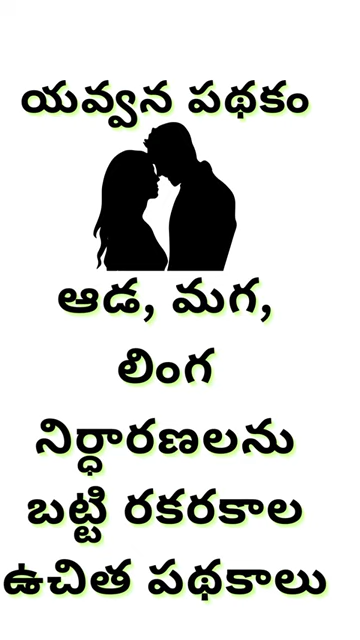 యవ్వన పథకం
ఆడ, మగ,
లింగ
నిర్ధారణలను
బట్టి రకరకాల
ఉచిత పథకాలు